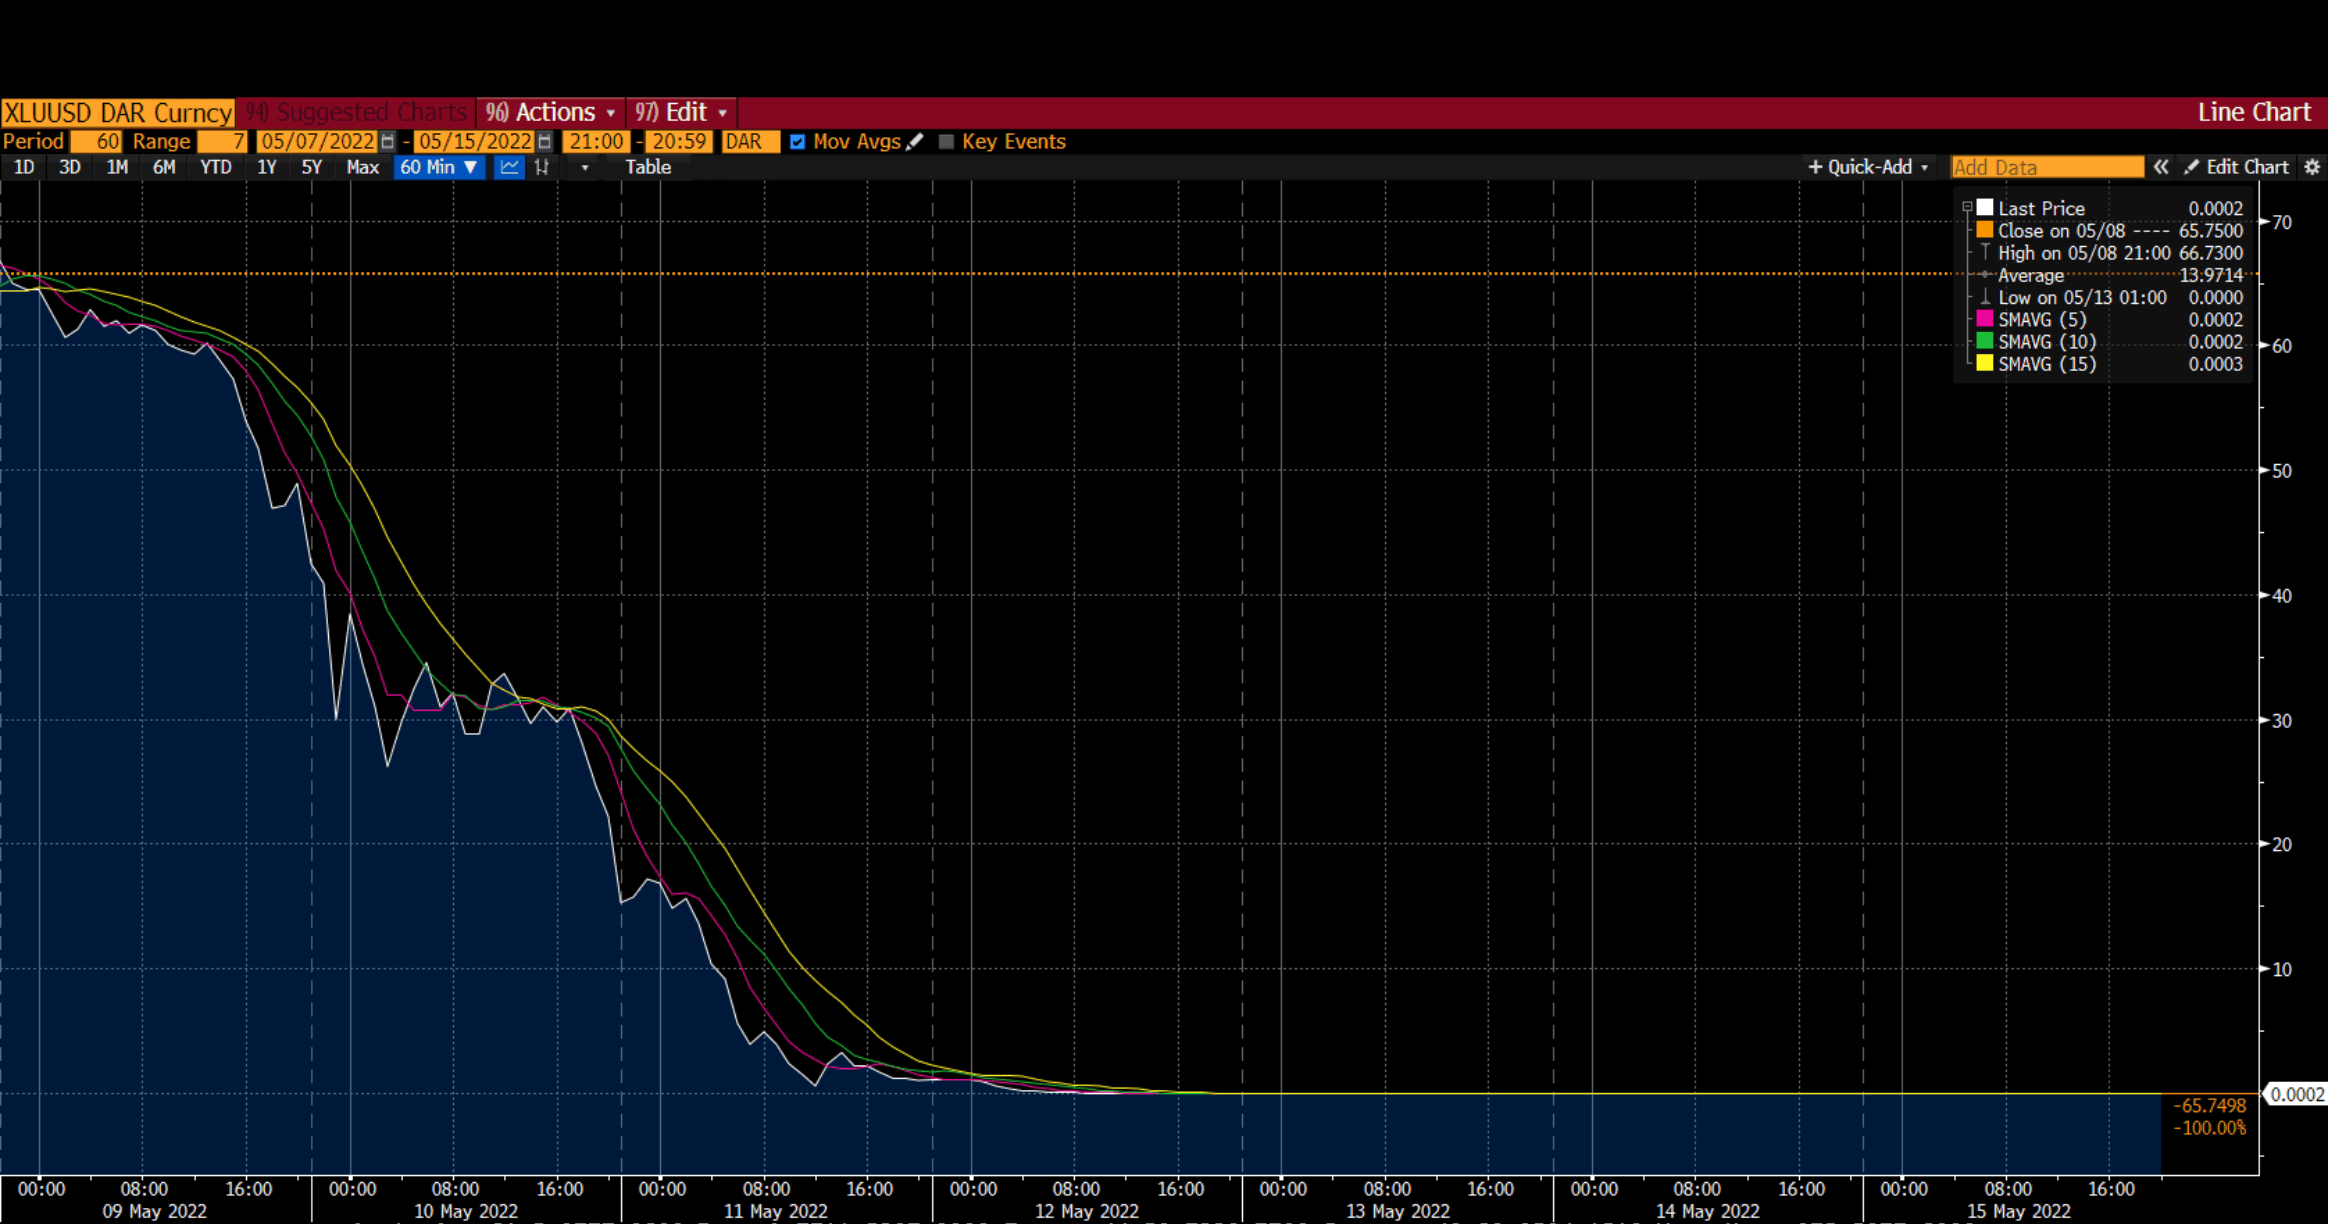 XLUUSD DAR Curncy 94) Suggested Charts 96) Actions 97) Edit Line Chart
Period 60 Range 7 05/07/2022 - 05/15/2022 21:00 - 20:59 DAR Mov Avgs Key Events
1D 3D 1M 6M YTD 1Y 5Y Max 60 Min ▼ Table + Quick-Add Add Data « Edit Chart
Last Price 0.0002
Close on 05/08 ---- 65.7500
High on 05/08 21:00 66.7300
Average 13.9714
Low on 05/13 01:00 0.0000
SMAVG (5) 0.0002
SMAVG (10) 0.0002
SMAVG (15) 0.0003
70
60
50
40
30
20
10
0.0002
-65.7498
-100.00%
00:00 08:00 16:00 00:00 08:00 16:00 00:00 08:00 16:00 00:00 08:00 16:00 00:00 08:00 16:00 00:00 08:00 16:00 00:00 08:00 16:00
09 May 2022 10 May 2022 11 May 2022 12 May 2022 13 May 2022 14 May 2022 15 May 2022